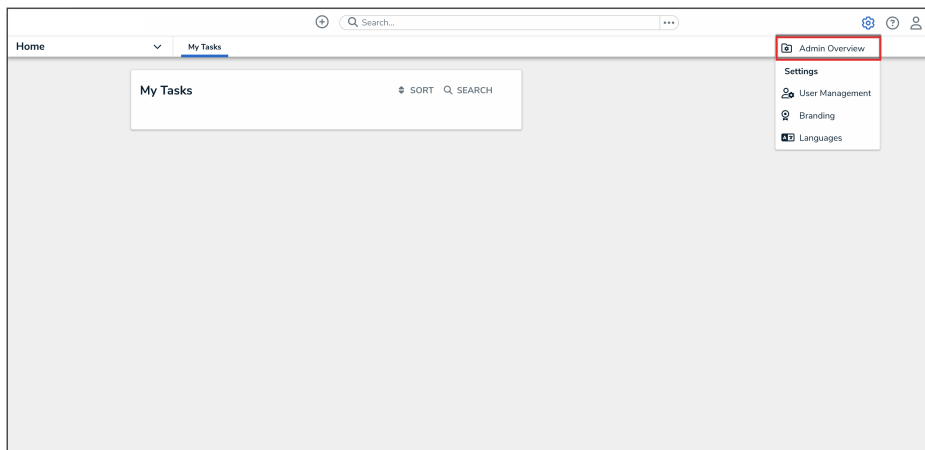 Search...
Home
My Tasks
Admin Overview
Settings
User Management
Branding
Languages
My Tasks
SORT SEARCH